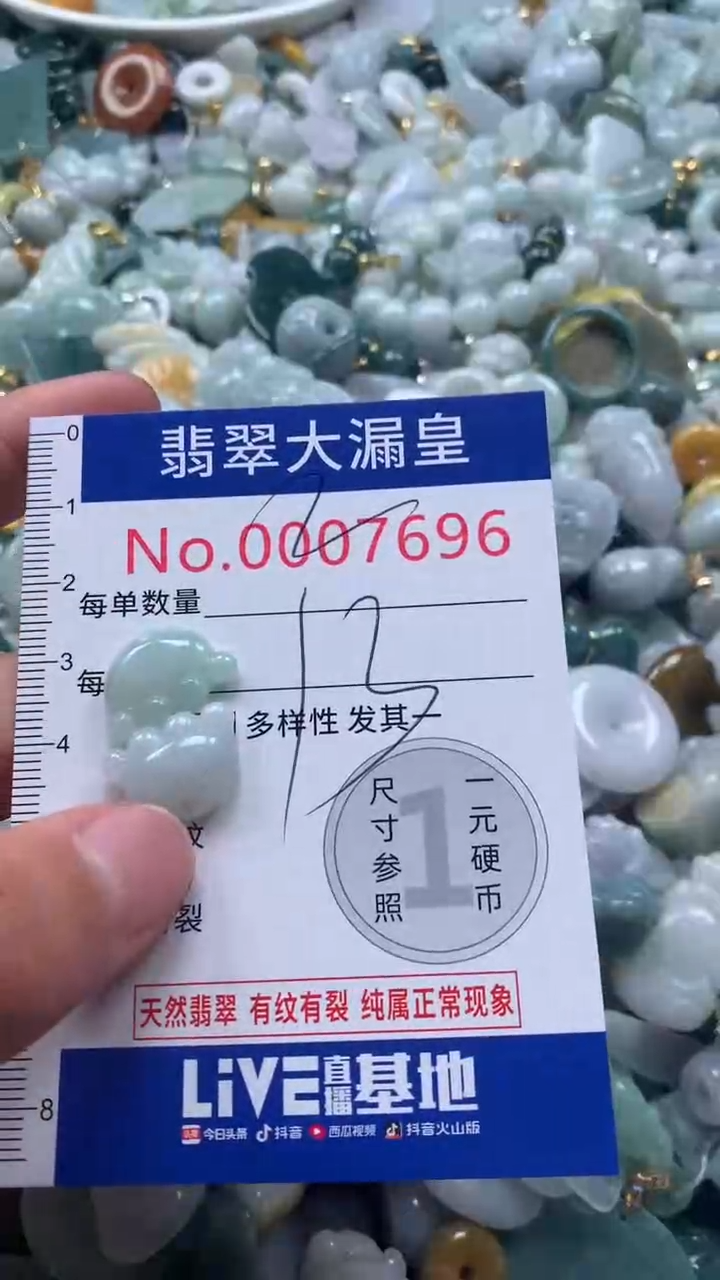 翡翠大漏皇
No.0007696
每单数量
每
多样性 发其一
纹
裂
一元硬币
尺寸参照
1
天然翡翠 有纹有裂 纯属正常现象
LiVE直播基地
今日头条 抖音 西瓜视频 抖音火山版
0
1
2
3
4
8